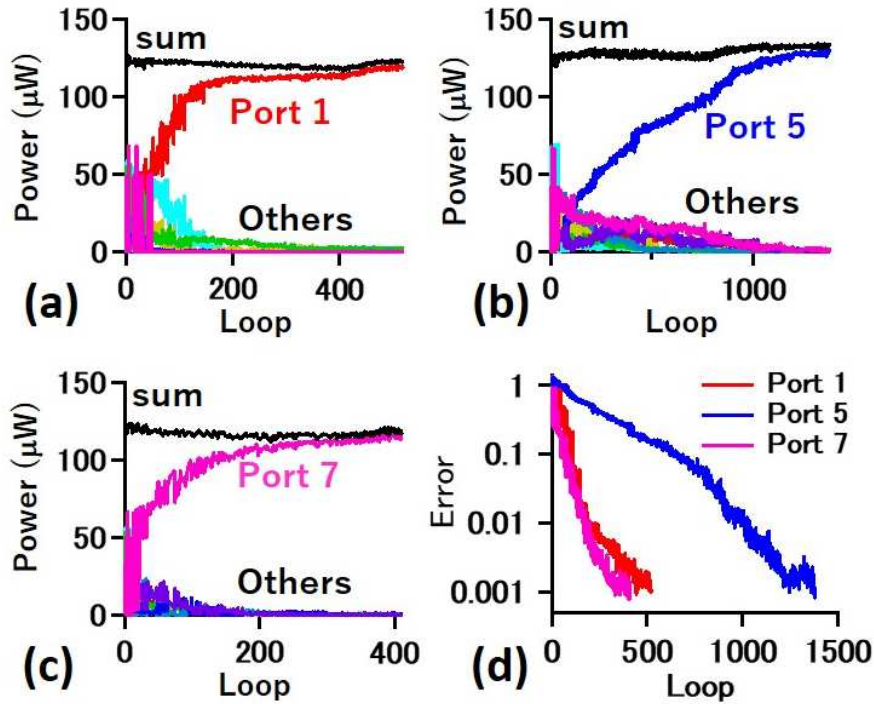 150
sum
100
Port 1
50
Others
0
0
200
400
Power (μW)
Loop
(a)
150
100
Port 5
50
Others
0
0
1000
Power (μW)
Loop
(b)
150
sum
100
Port 7
50
Others
0
0
200
400
Power (μW)
Loop
(c)
1
Port 1
Port 5
0.1
Port 7
0.01
0.001
0
500
1000
1500
Error
Loop
(d)